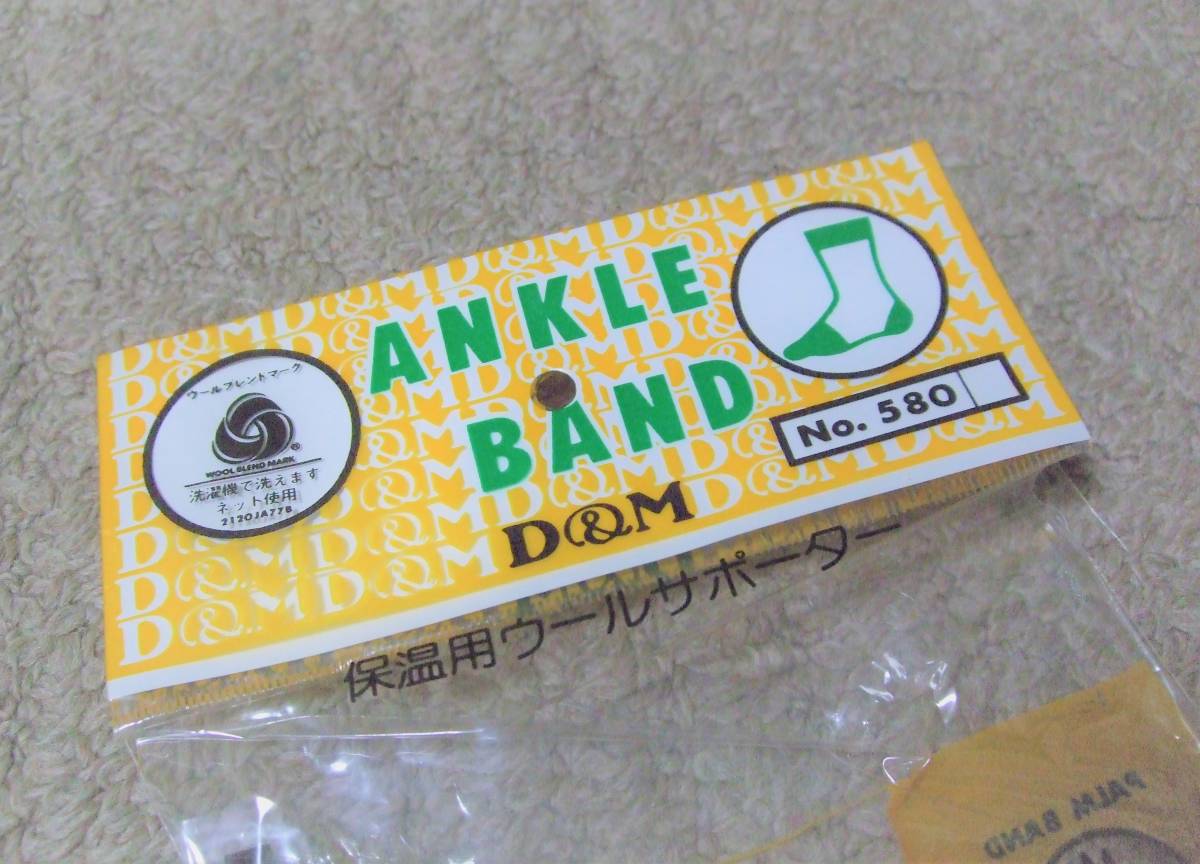 ウールブレンドマーク
WOOL BLEND MARK ®
洗濯機で洗えます
ネット使用
2120JA77B
ANKLE
BAND
No. 580
D&M
保温用ウールサポーター
PALM BAND